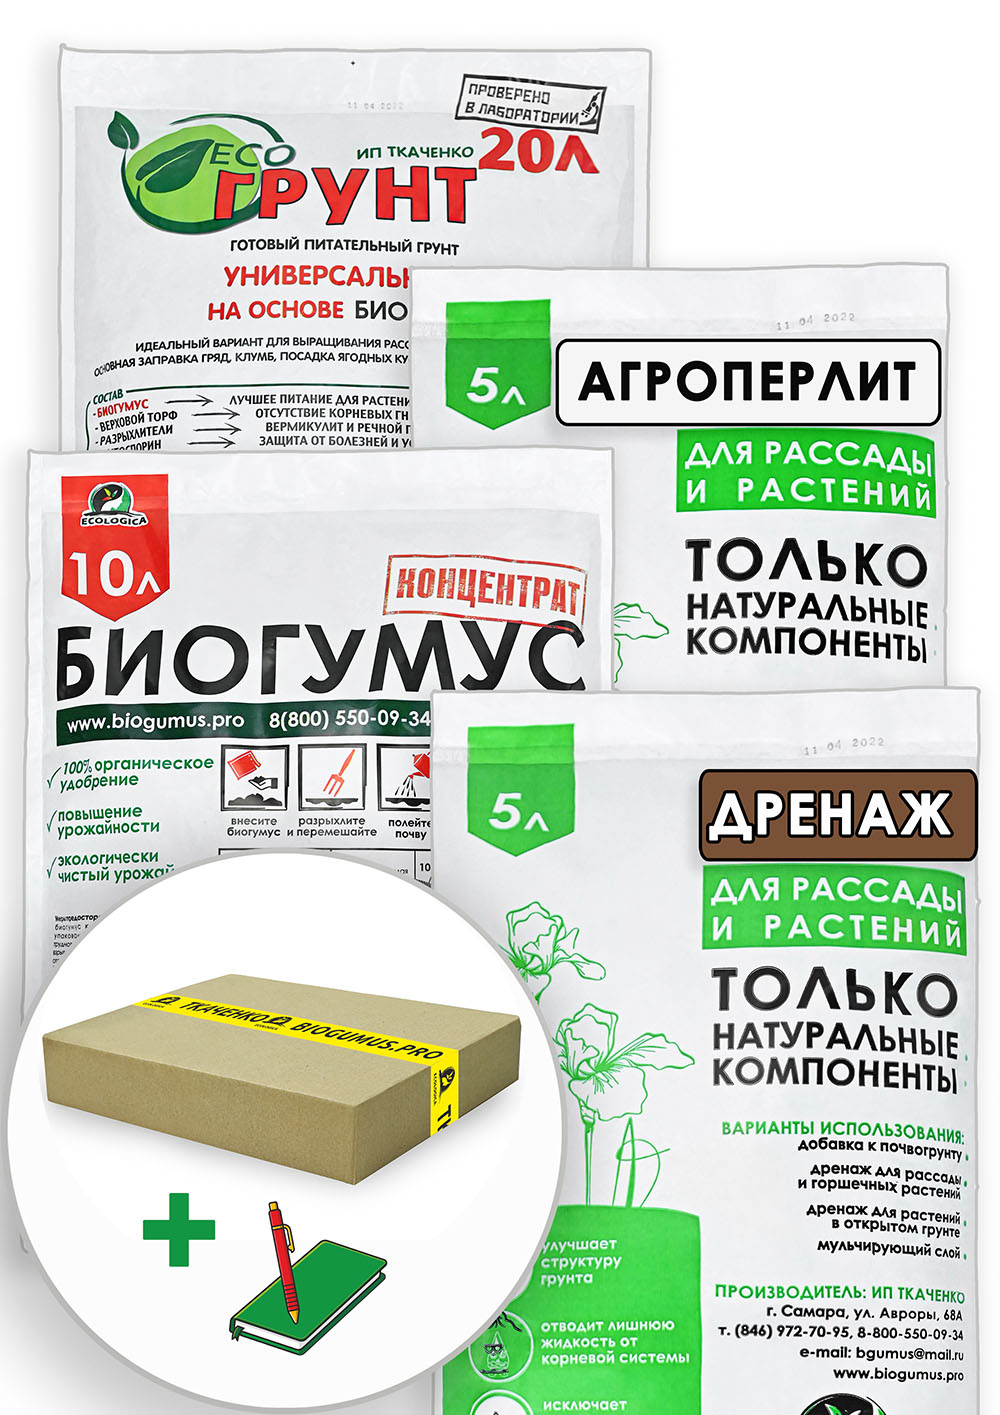 11 04 2022
ПРОВЕРЕНО
В ЛАБОРАТОРИИ
ECO
ИП ТКАЧЕНКО
20Л
ГРУНТ
ГОТОВЫЙ ПИТАТЕЛЬНЫЙ ГРУНТ
УНИВЕРСАЛЬН
НА ОСНОВЕ БИО
ИДЕАЛЬНЫЙ ВАРИАНТ ДЛЯ ВЫРАЩИВАНИЯ РАСС
ОСНОВНАЯ ЗАПРАВКА ГРЯД, КЛУМБ, ПОСАДКА ЯГОДНЫХ КУ
СОСТАВ
-БИОГУМУС ЛУЧШЕЕ ПИТАНИЕ ДЛЯ РАСТЕНИ
- ВЕРХОВОЙ ТОРФ ОТСУТСТВИЕ КОРНЕВЫХ ГН
- РАЗРЫХЛИТЕЛИ ВЕРМИКУЛИТ И РЕЧНОЙ П
ТОСПОРИН ЗАЩИТА ОТ БОЛЕЗНЕЙ И УС
11 04 2022
5л
АГРОПЕРЛИТ
ДЛЯ РАССАДЫ
И РАСТЕНИЙ
ТОЛЬКО
НАТУРАЛЬНЫЕ
КОМПОНЕНТЫ
ECOLOGICA
10л
КОНЦЕНТРАТ
БИОГУМУС
www.biogumus.pro 8(800) 550-09-34
100% органическое
удобрение
повышение
урожайности
экологически
чистый урожай
внесите
биогумус
разрыхлите
и перемешайте
полейте
почву
10
11 04 2022
5л
ДРЕНАЖ
ДЛЯ РАССАДЫ
И РАСТЕНИЙ
ТОЛЬКО
НАТУРАЛЬНЫЕ
КОМПОНЕНТЫ
ВАРИАНТЫ ИСПОЛЬЗОВАНИЯ:
добавка к почвогрунту
дренаж для рассады
и горшечных растений
дренаж для растений
в открытом грунте
мульчирующий слой
улучшает
структуру
грунта
отводит лишнюю
жидкость от
корневой системы
исключает
ПРОИЗВОДИТЕЛЬ: ИП ТКАЧЕНКО
г. Самара, ул. Авроры, 68А
т. (846) 972-70-95, 8-800-550-09-34
e-mail: bgumus@mail.ru
www.biogumus.pro
ТКАЧЕНКО BIOGUMUS.PRO
ECOLOGICA